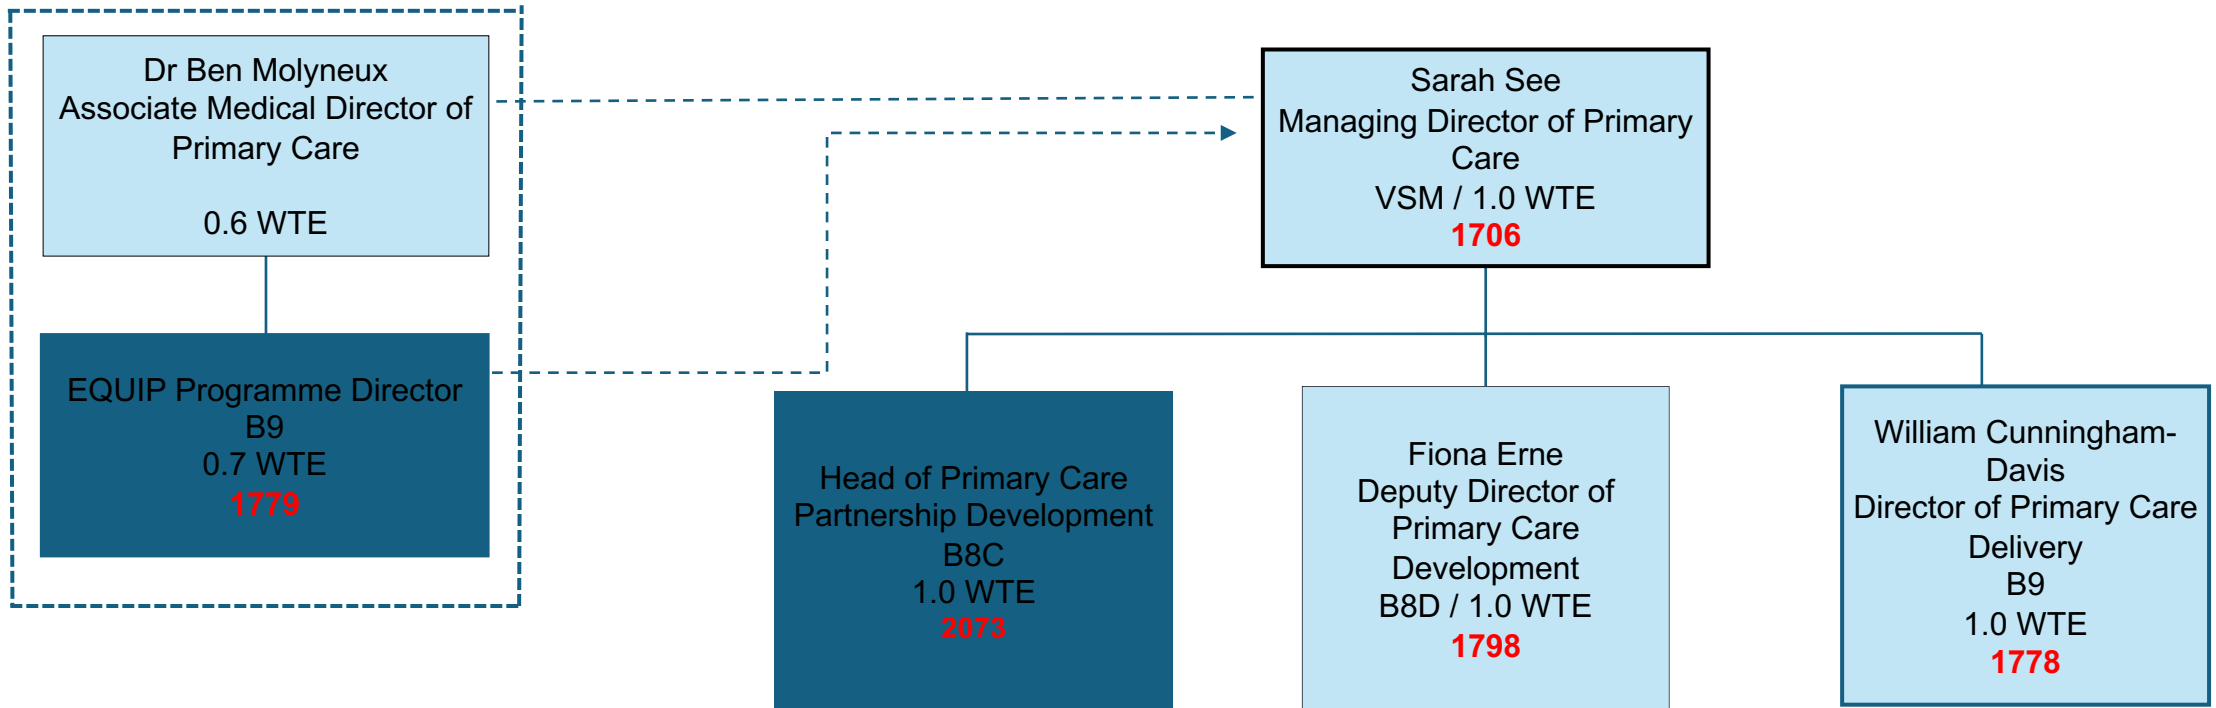 Dr Ben Molyneux
Associate Medical Director of
Primary Care
0.6 WTE
Sarah See
Managing Director of Primary
Care
VSM / 1.0 WTE
1706
EQUIP Programme Director
B9
0.7 WTE
1779
Head of Primary Care
Partnership Development
B8C
1.0 WTE
2073
Fiona Erne
Deputy Director of
Primary Care
Development
B8D / 1.0 WTE
1798
William Cunningham-
Davis
Director of Primary Care
Delivery
B9
1.0 WTE
1778